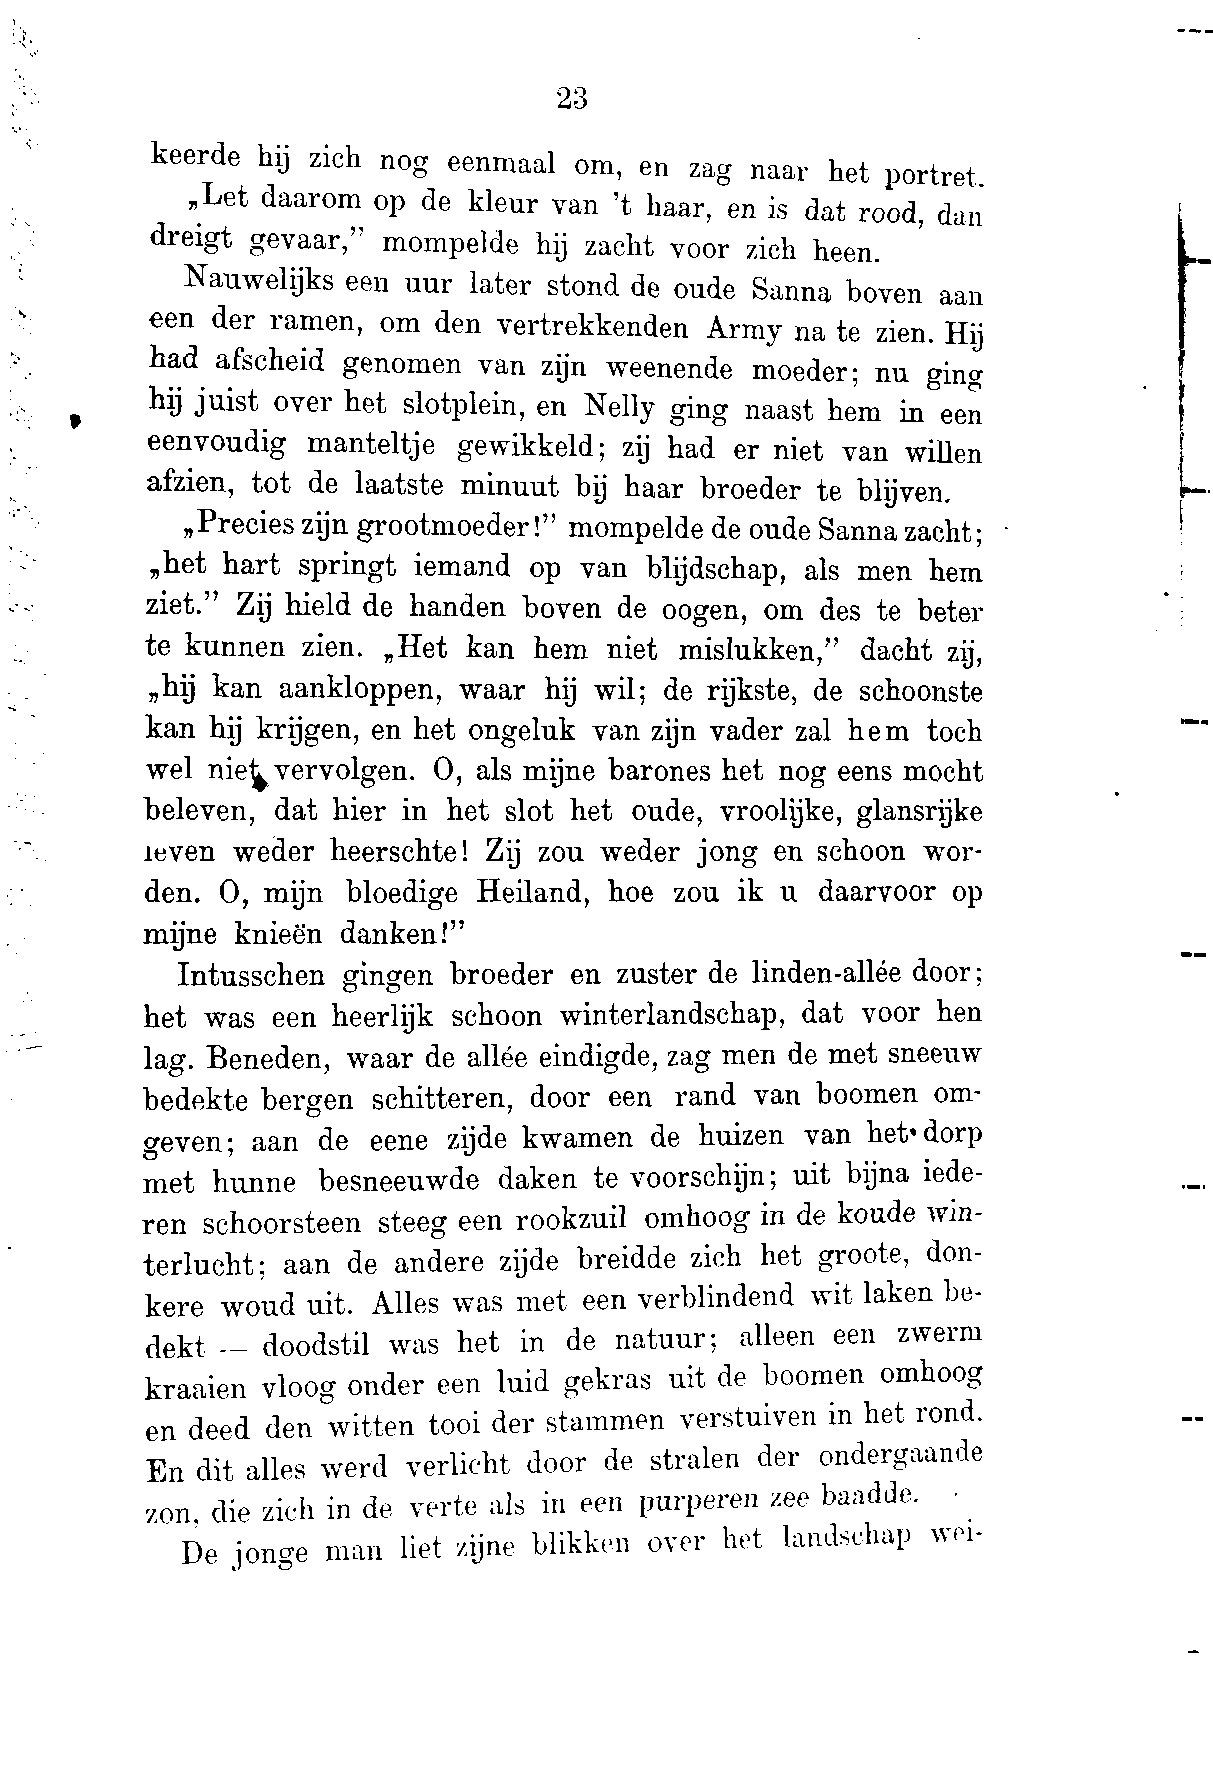 23
keerde hij zich nog eenmaal om, en zag naar het portret.
„Let daarom op de kleur van 't haar, en is dat rood, dan
dreigt gevaar,” mompelde hij zacht voor zich heen.
Nauwelijks een uur later stond de oude Sanna boven aan
een der ramen, om den vertrekkenden Army na te zien. Hij
had afscheid genomen van zijn weenende moeder; nu ging
hij juist over het slotplein, en Nelly ging naast hem in een
eenvoudig manteltje gewikkeld; zij had er niet van willen
afzien, tot de laatste minuut bij haar broeder te blijven.
„Precies zijn grootmoeder!” mompelde de oude Sanna zacht;
„het hart springt iemand op van blijdschap, als men hem
ziet.” Zij hield de handen boven de oogen, om des te beter
te kunnen zien. „Het kan hem niet mislukken,” dacht zij,
„hij kan aankloppen, waar hij wil; de rijkste, de schoonste
kan hij krijgen, en het ongeluk van zijn vader zal hem toch
wel niet vervolgen. O, als mijne barones het nog eens mocht
beleven, dat hier in het slot het oude, vroolijke, glansrijke
leven weder heerschte! Zij zou weder jong en schoon wor-
den. O, mijn bloedige Heiland, hoe zou ik u daarvoor op
mijne knieën danken!”
Intusschen gingen broeder en zuster de linden-allée door;
het was een heerlijk schoon winterlandschap, dat voor hen
lag. Beneden, waar de allée eindigde, zag men de met sneeuw
bedekte bergen schitteren, door een rand van boomen om-
geven; aan de eene zijde kwamen de huizen van het dorp
met hunne besneeuwde daken te voorschijn; uit bijna iede-
ren schoorsteen steeg een rookzuil omhoog in de koude win-
terlucht; aan de andere zijde breidde zich het groote, don-
kere woud uit. Alles was met een verblindend wit laken be-
dekt — doodstil was het in de natuur; alleen een zwerm
kraaien vloog onder een luid gekras uit de boomen omhoog
en deed den witten tooi der stammen verstuiven in het rond.
En dit alles werd verlicht door de stralen der ondergaande
zon, die zich in de verte als in een purperen zee baadde.
De jonge man liet zijne blikken over het landschap wei-